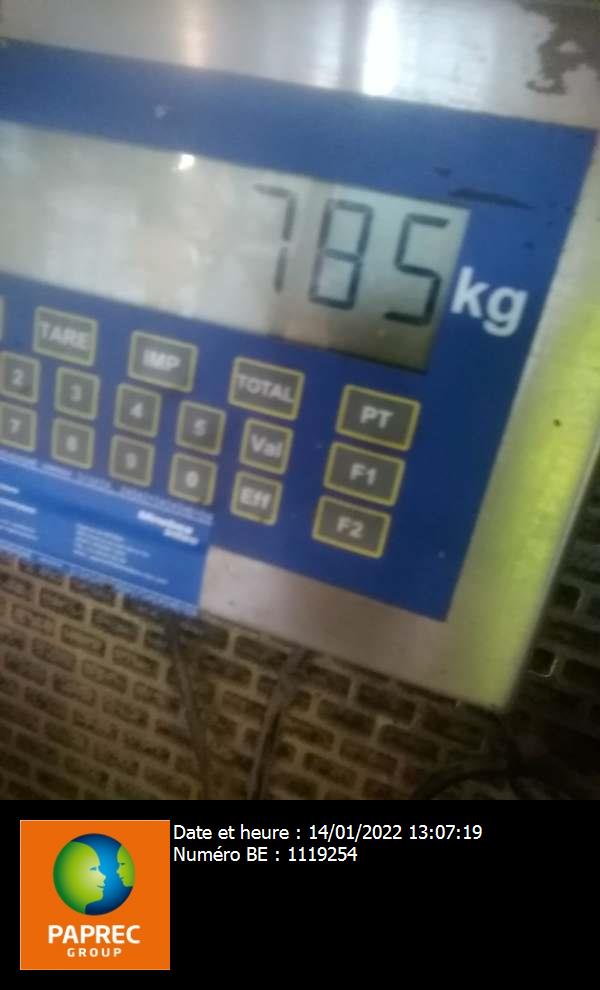 785 kg
TARE
IMP
TOTAL
PT
2
3
4
5
Val
F1
7
8
9
0
Eff
F2
Date et heure : 14/01/2022 13:07:19
Numéro BE : 1119254
PAPREC
GROUP